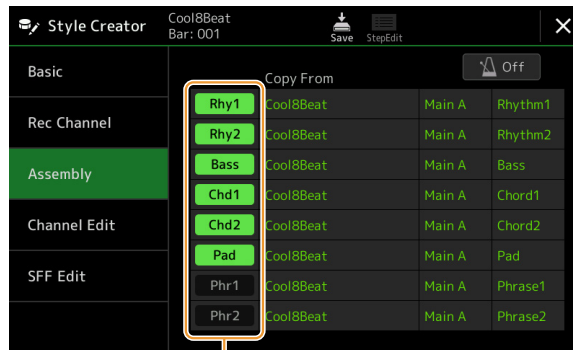 Style Creator
Cool8Beat
Bar: 001
Save
StepEdit
Basic
Rec Channel
Assembly
Channel Edit
SFF Edit
Copy From
Off
Rhy1 Cool8Beat Main A Rhythm1
Rhy2 Cool8Beat Main A Rhythm2
Bass Cool8Beat Main A Bass
Chd1 Cool8Beat Main A Chord1
Chd2 Cool8Beat Main A Chord2
Pad Cool8Beat Main A Pad
Phr1 Cool8Beat Main A Phrase1
Phr2 Cool8Beat Main A Phrase2